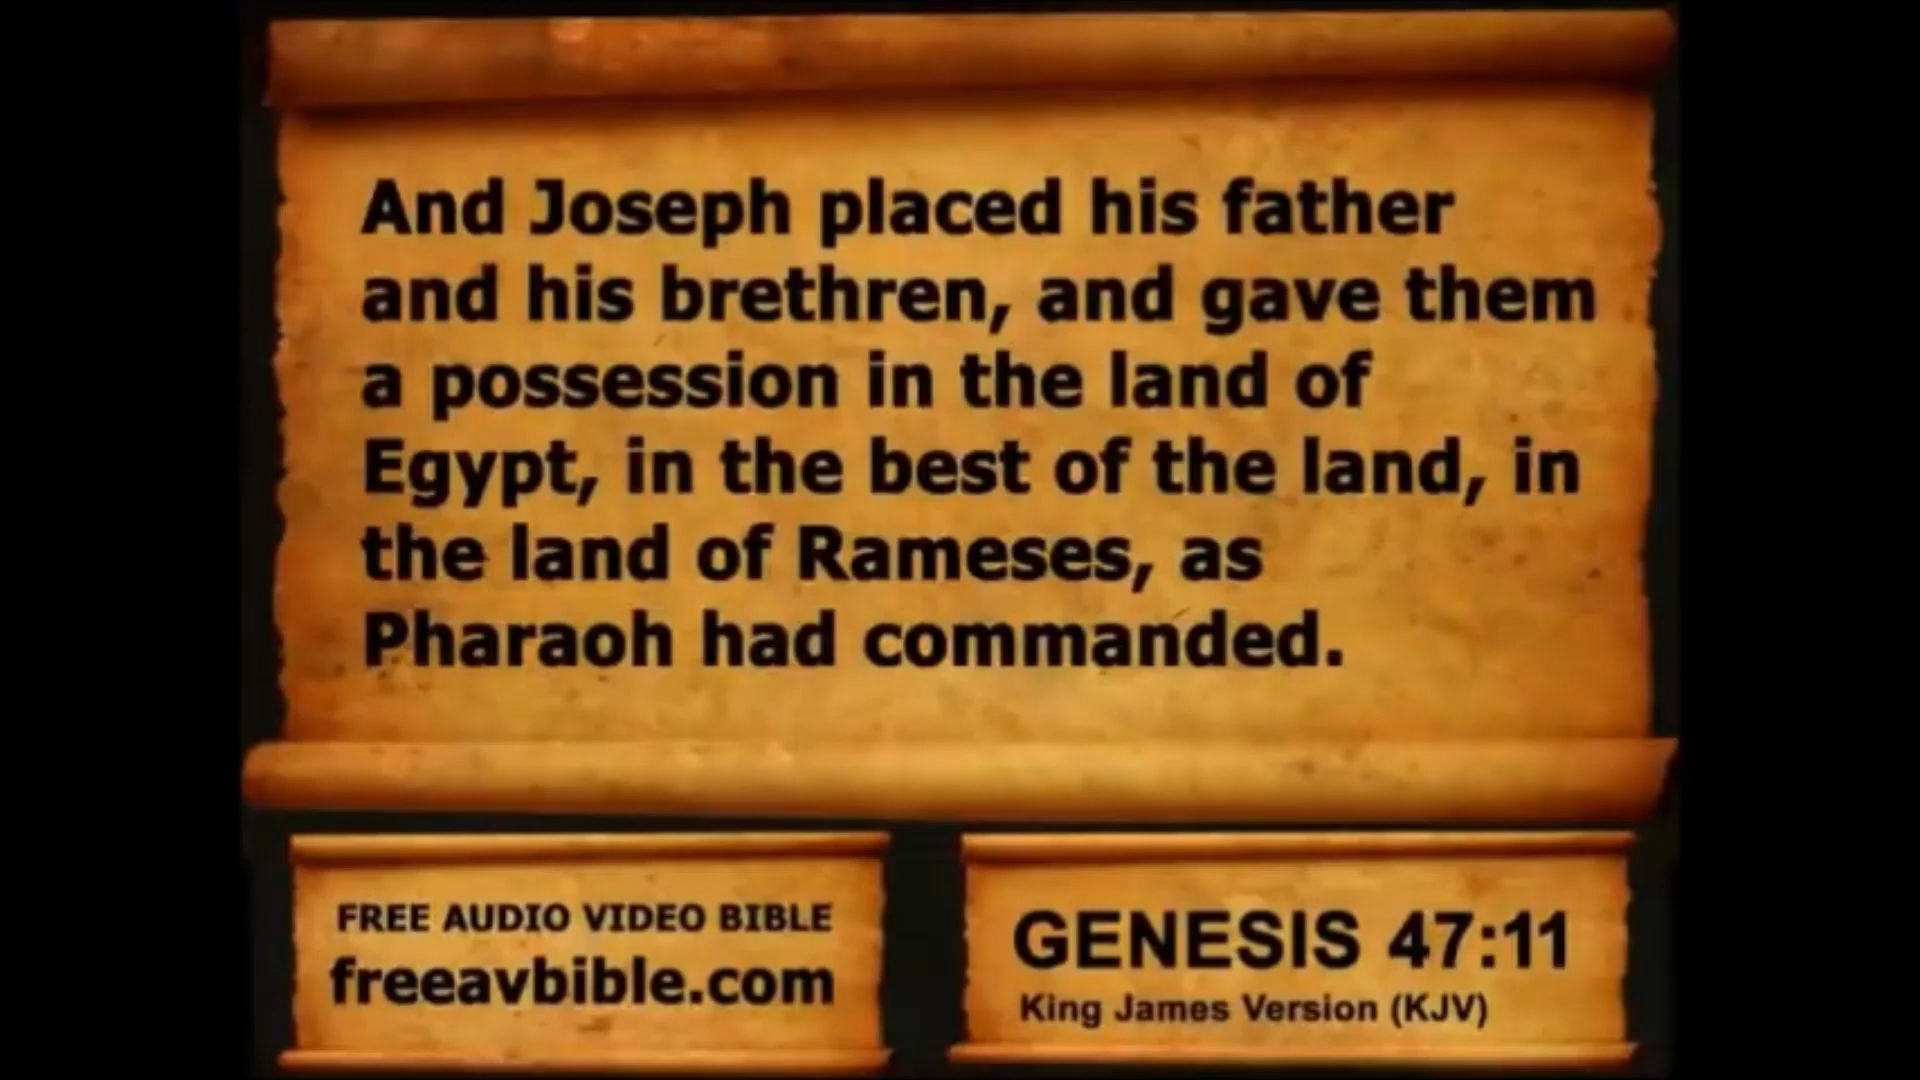 And Joseph placed his father
and his brethren, and gave them
a possession in the land of
Egypt, in the best of the land, in
the land of Rameses, as
Pharaoh had commanded.
FREE AUDIO VIDEO BIBLE
freeavbible.com
GENESIS 47:11
King James Version (KJV)